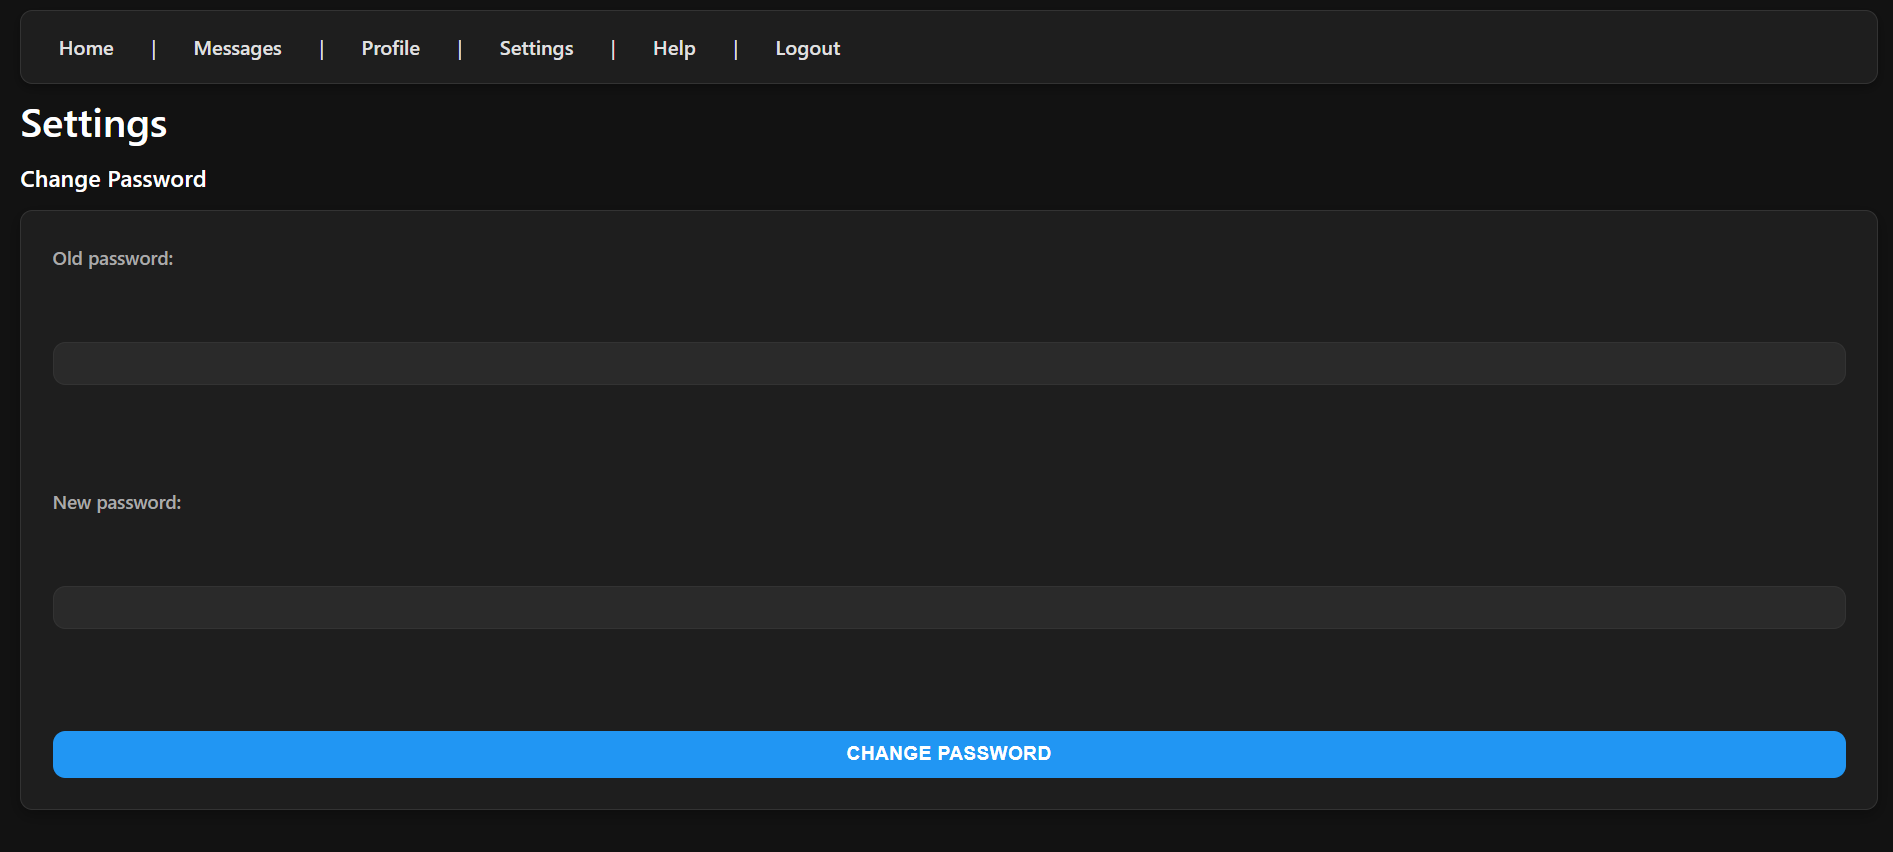 Home | Messages | Profile | Settings | Help | Logout
Settings
Change Password
Old password:
New password:
CHANGE PASSWORD